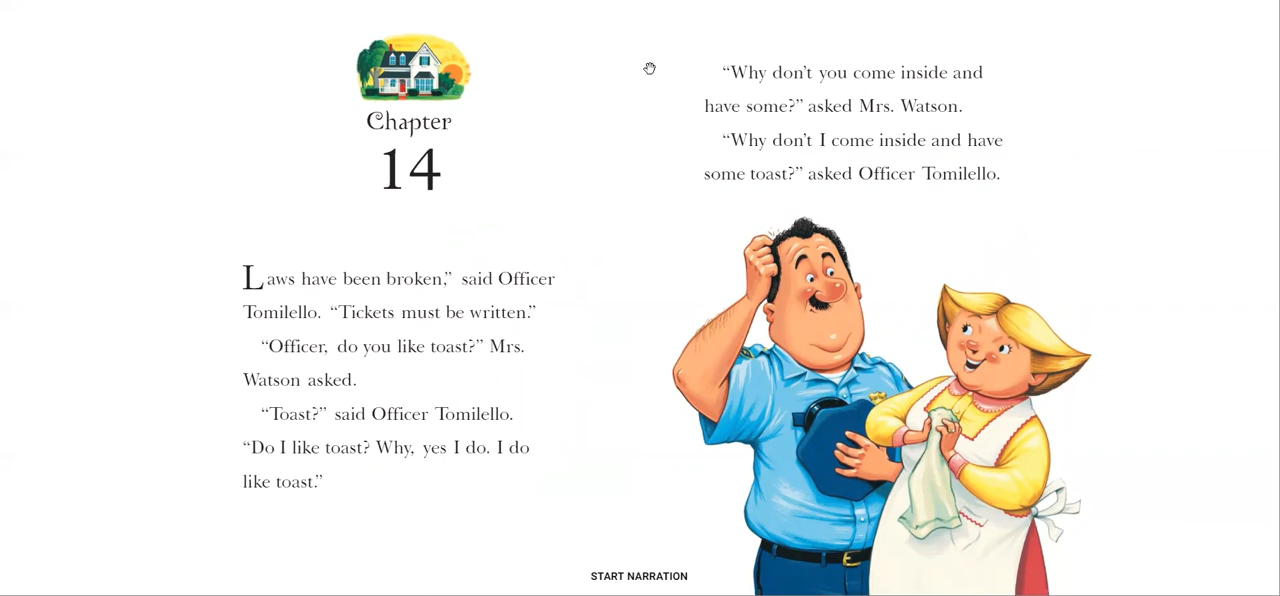 Chapter
14
Laws have been broken,” said Officer
Tomilello. “Tickets must be written.”
“Officer, do you like toast?” Mrs.
Watson asked.
“Toast?” said Officer Tomilello.
“Do I like toast? Why, yes I do. I do
like toast.”
“Why don’t you come inside and
have some?” asked Mrs. Watson.
“Why don’t I come inside and have
some toast?” asked Officer Tomilello.
START NARRATION